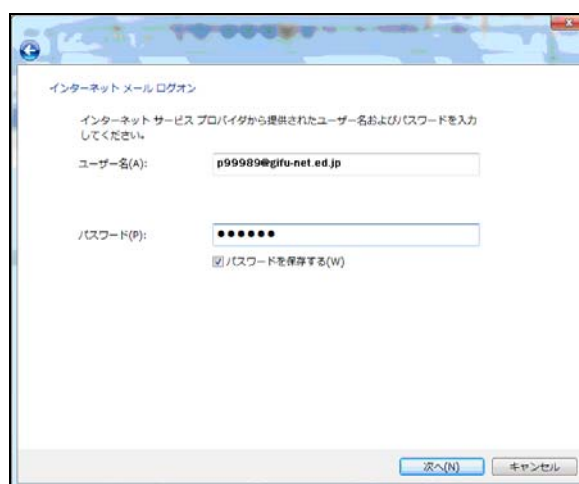 インターネット メール ログオン
インターネット サービス プロバイダから提供されたユーザー名およびパスワードを入力
してください。
ユーザー名(A):
p99989@gifu-net.ed.jp
パスワード(P):
●●●●●●
パスワードを保存する(W)
次へ(N)
キャンセル